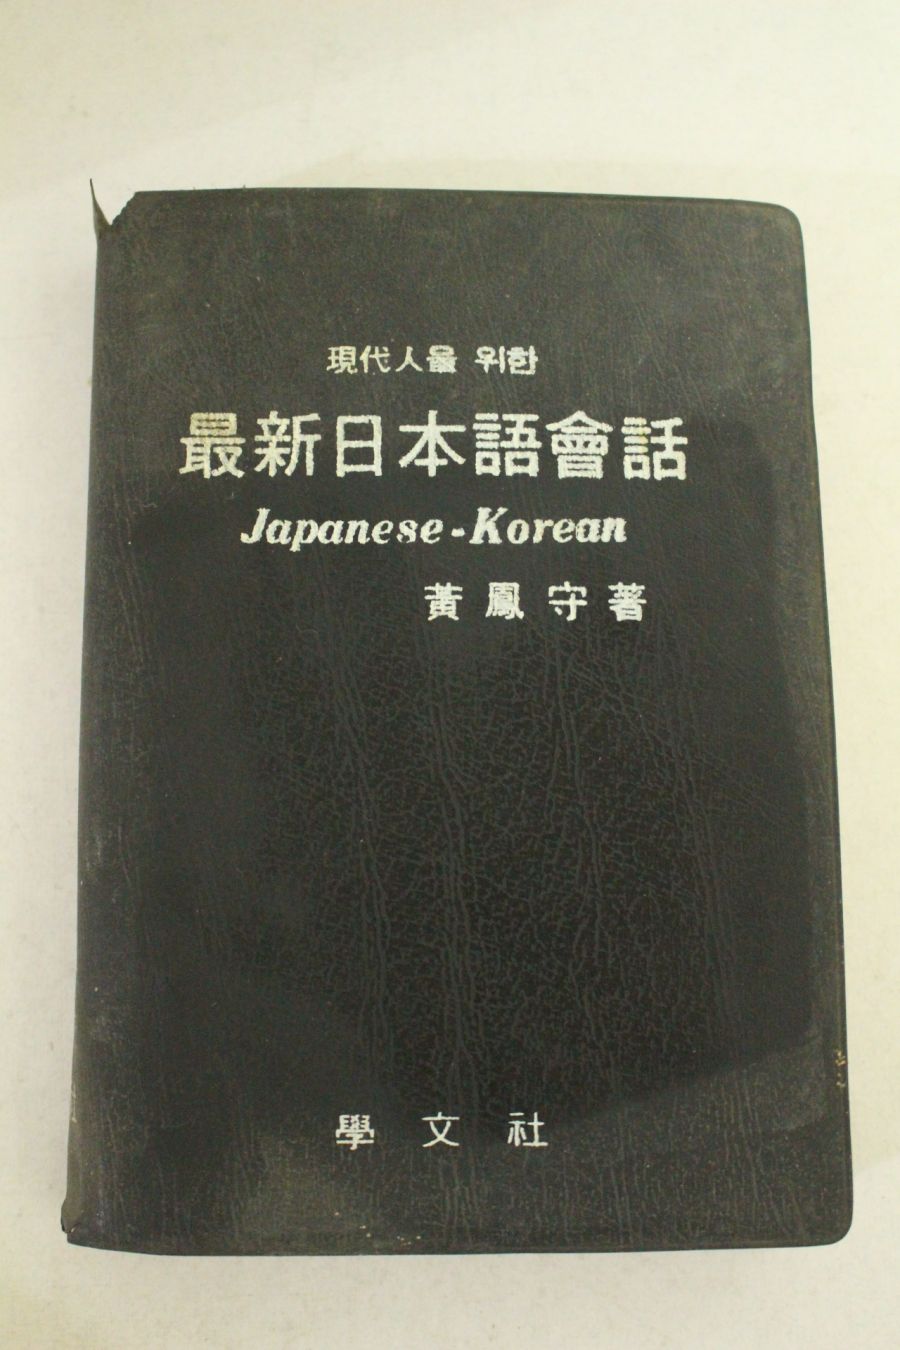 現代人을 위한
最新日本語會話
Japanese-Korean
黃鳳守著
學文社